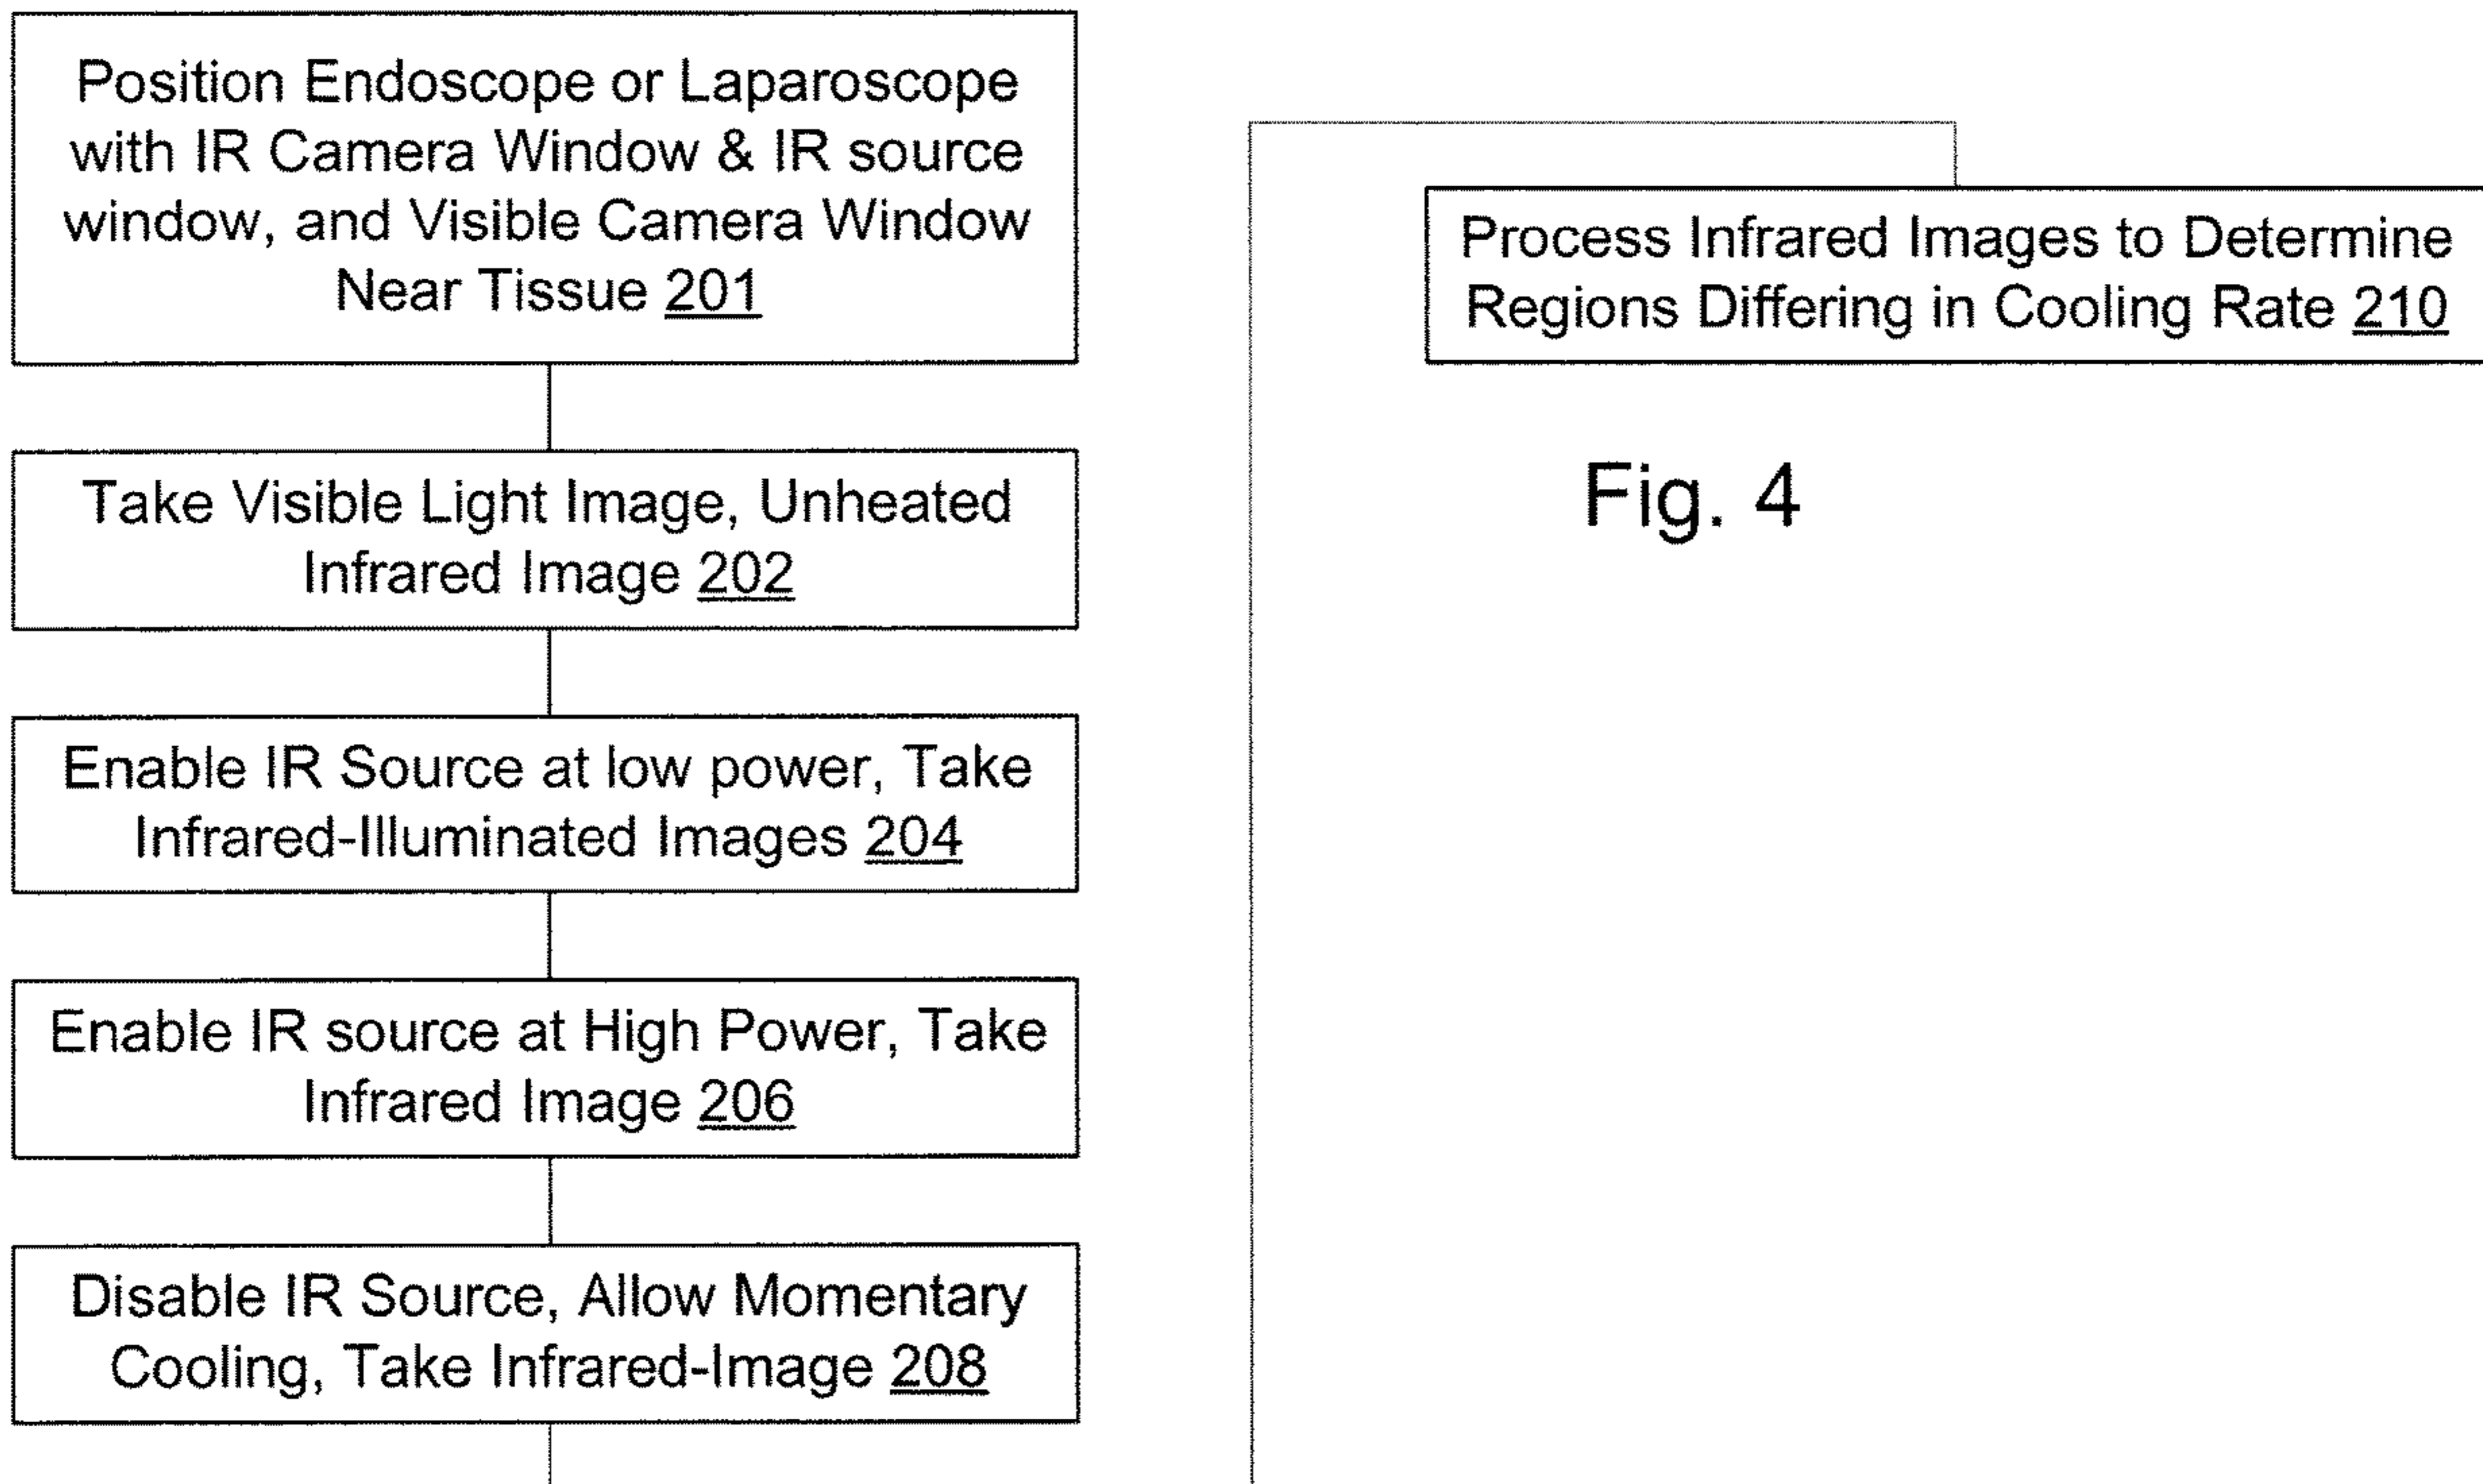 Position Endoscope or Laparoscope
with IR Camera Window & IR source
window, and Visible Camera Window
Near Tissue 201
Take Visible Light Image, Unheated
Infrared Image 202
Enable IR Source at low power, Take
Infrared-Illuminated Images 204
Enable IR source at High Power, Take
Infrared Image 206
Disable IR Source, Allow Momentary
Cooling, Take Infrared-Image 208
Process Infrared Images to Determine
Regions Differing in Cooling Rate 210
Fig. 4